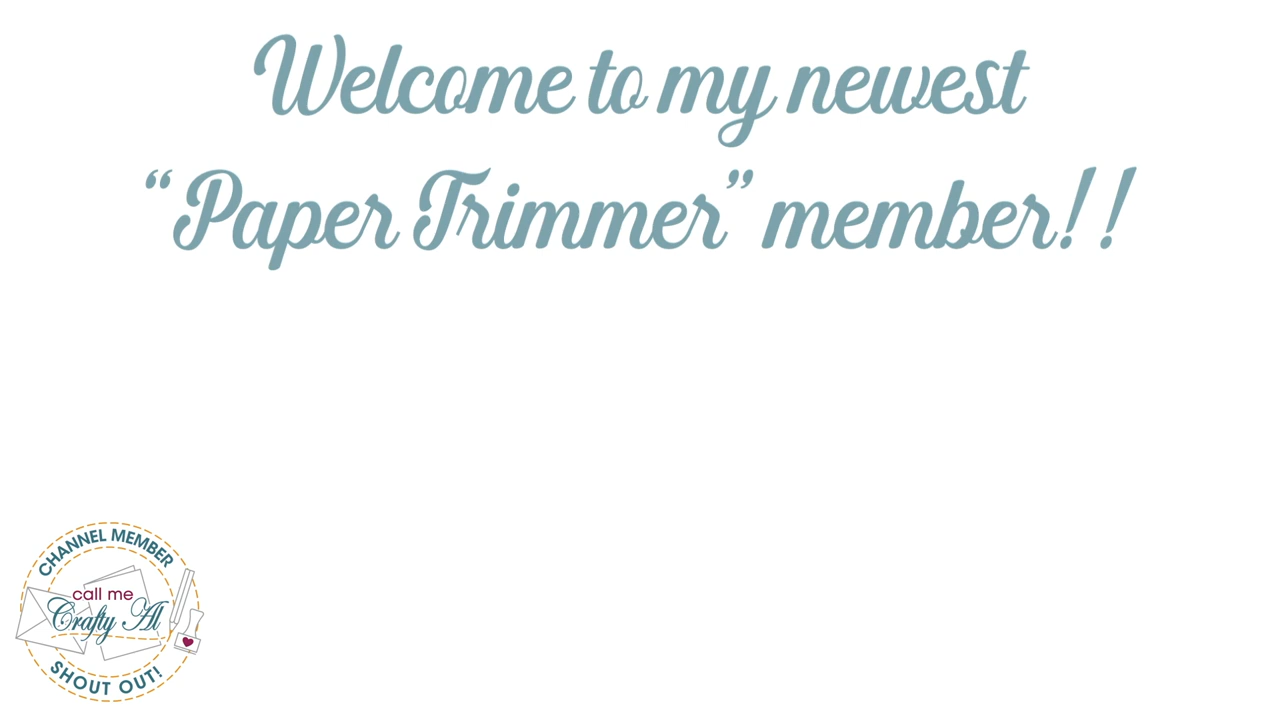 Welcome to my newest
“Paper Trimmer” member!!
CHANNEL MEMBER
call me
Crafty Al
SHOUT OUT!